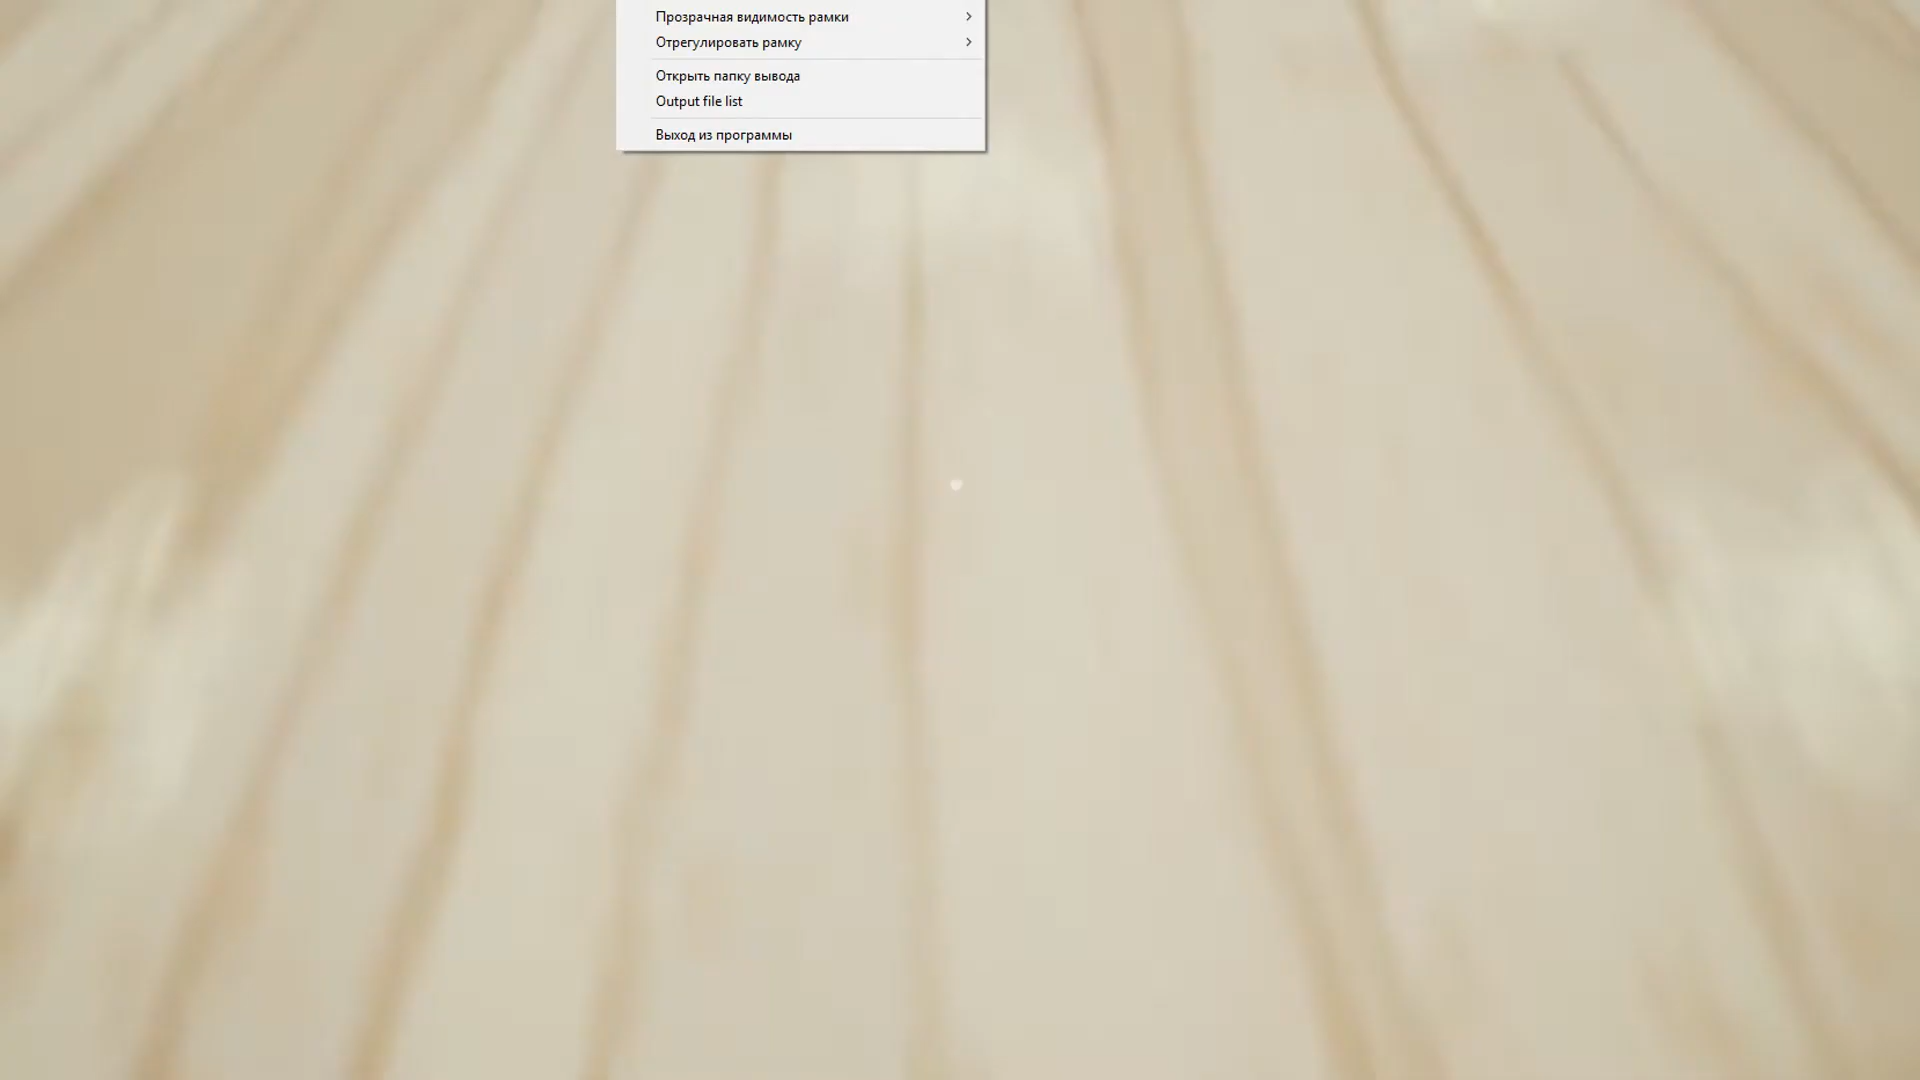 Прозрачная видимость рамки
Отрегулировать рамку
Открыть папку вывода
Output file list
Выход из программы